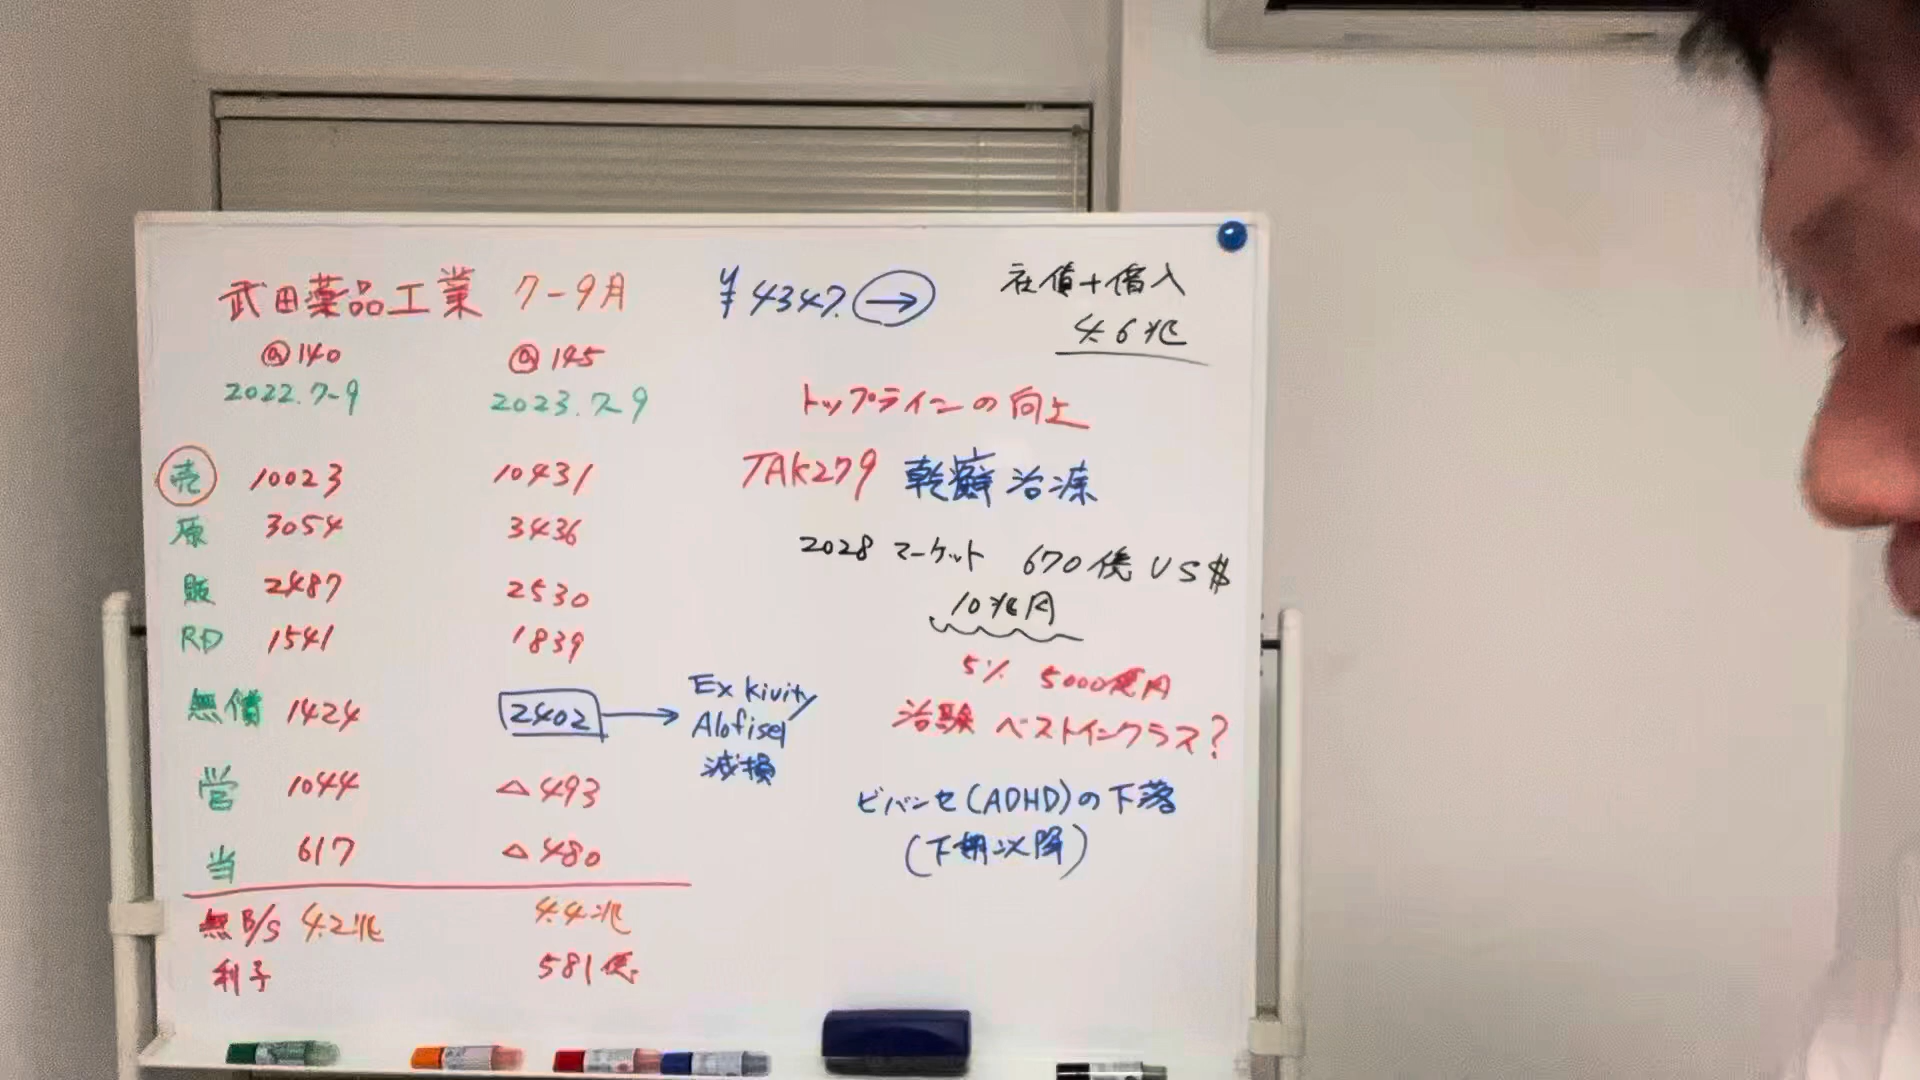 武田薬品工業 7-9月
¥4347. →
社債+借入
4.6兆
@140 @145
2022.7-9 2023.7-9
売 10023 10431
原 3054 3436
販 2487 2530
RD 1541 1839
無償 1424 2402 →
Exkivity
Alofisel
減損
営 1044 △493
当 617 △480
無B/S 4.2兆 4.4兆
利子 581億
トップラインの向上
TAK279 乾癬治療
2028 マーケット 670億US$
10兆円
5% 5000億円
治験 ベストインクラス?
ビバンセ(ADHD)の下落
(下期以降)